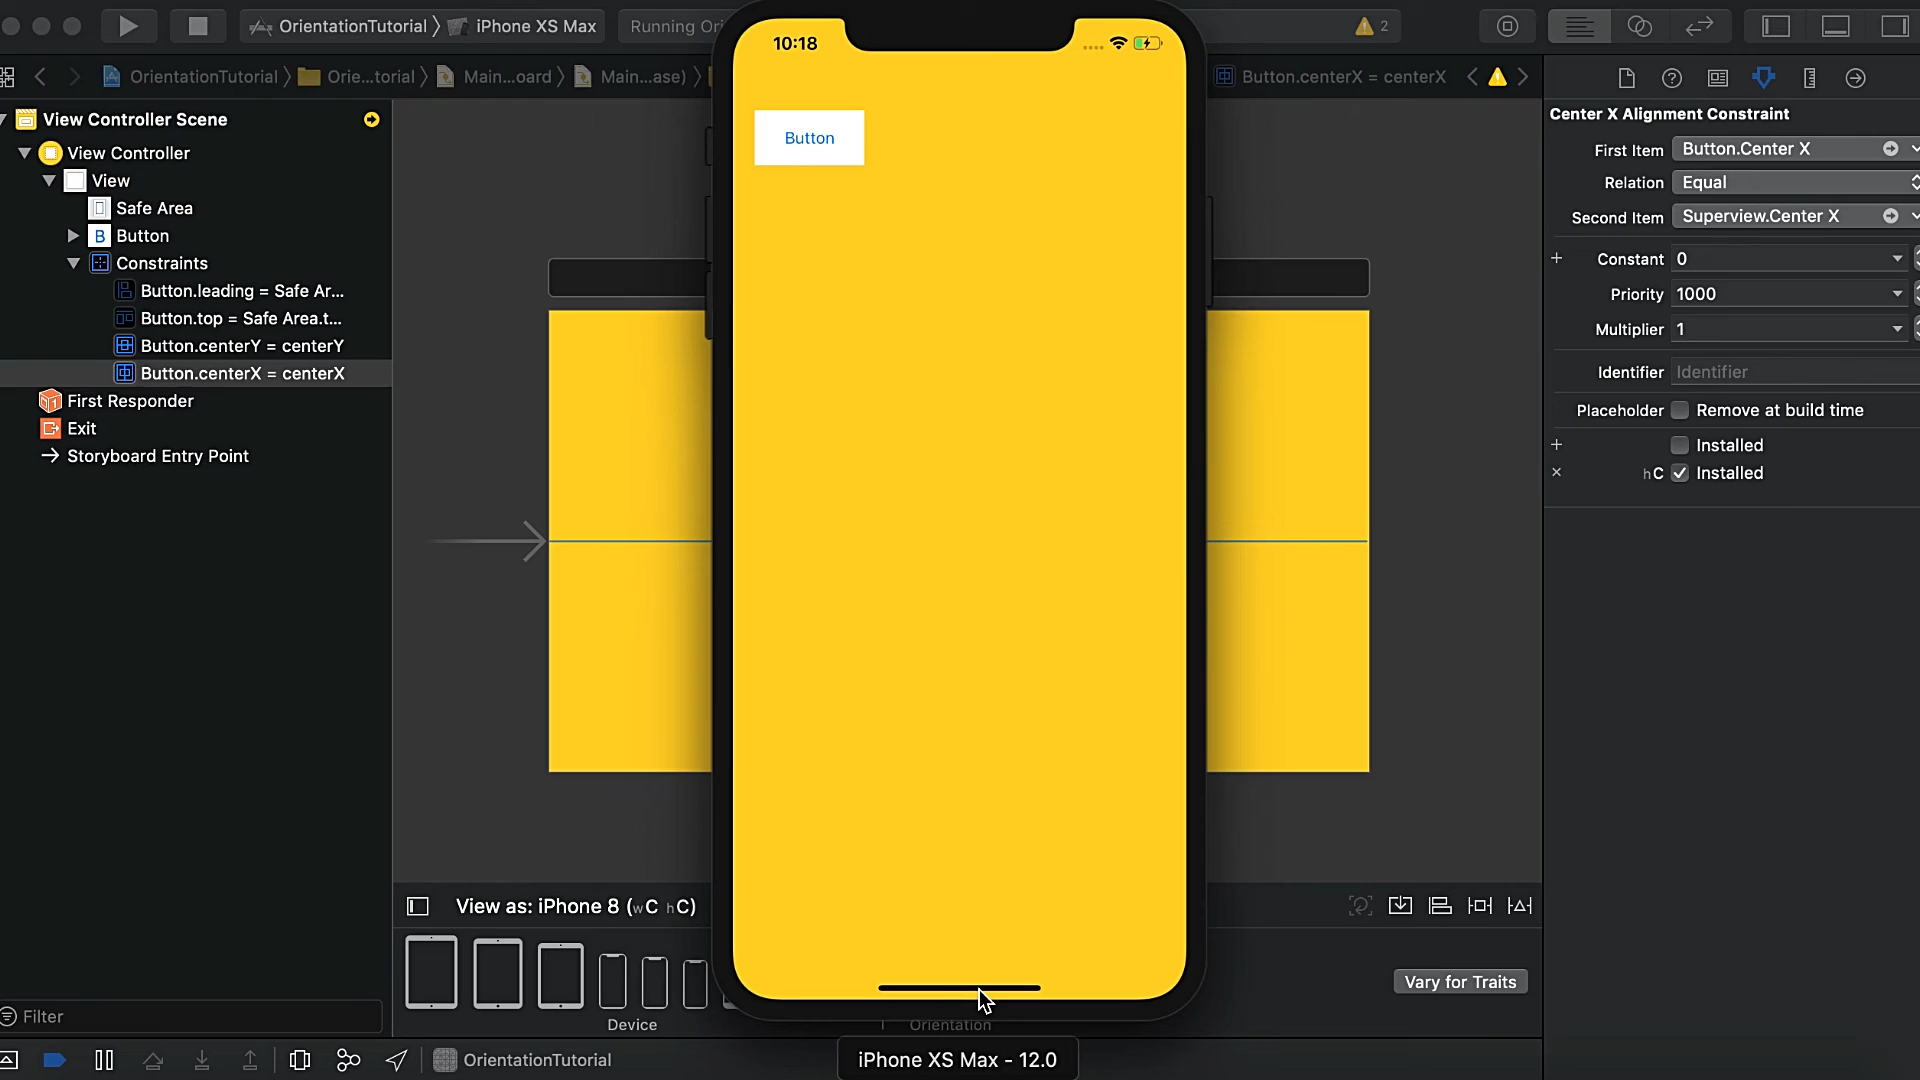 OrientationTutorial
iPhone XS Max
Running Ori
2
OrientationTutorial
Orie...torial
Main...oard
Main...ase)
Button.centerX = centerX
View Controller Scene
View Controller
View
Safe Area
B Button
Constraints
Button.leading = Safe Ar...
Button.top = Safe Area.t...
Button.centerY = centerY
Button.centerX = centerX
First Responder
Exit
Storyboard Entry Point
Filter
10:18
Button
Center X Alignment Constraint
First Item Button.Center X
Relation Equal
Second Item Superview.Center X
+ Constant 0
Priority 1000
Multiplier 1
Identifier Identifier
Placeholder Remove at build time
+ Installed
× hC Installed
View as: iPhone 8 (wC hC)
Vary for Traits
Device
Orientation
OrientationTutorial
iPhone XS Max - 12.0